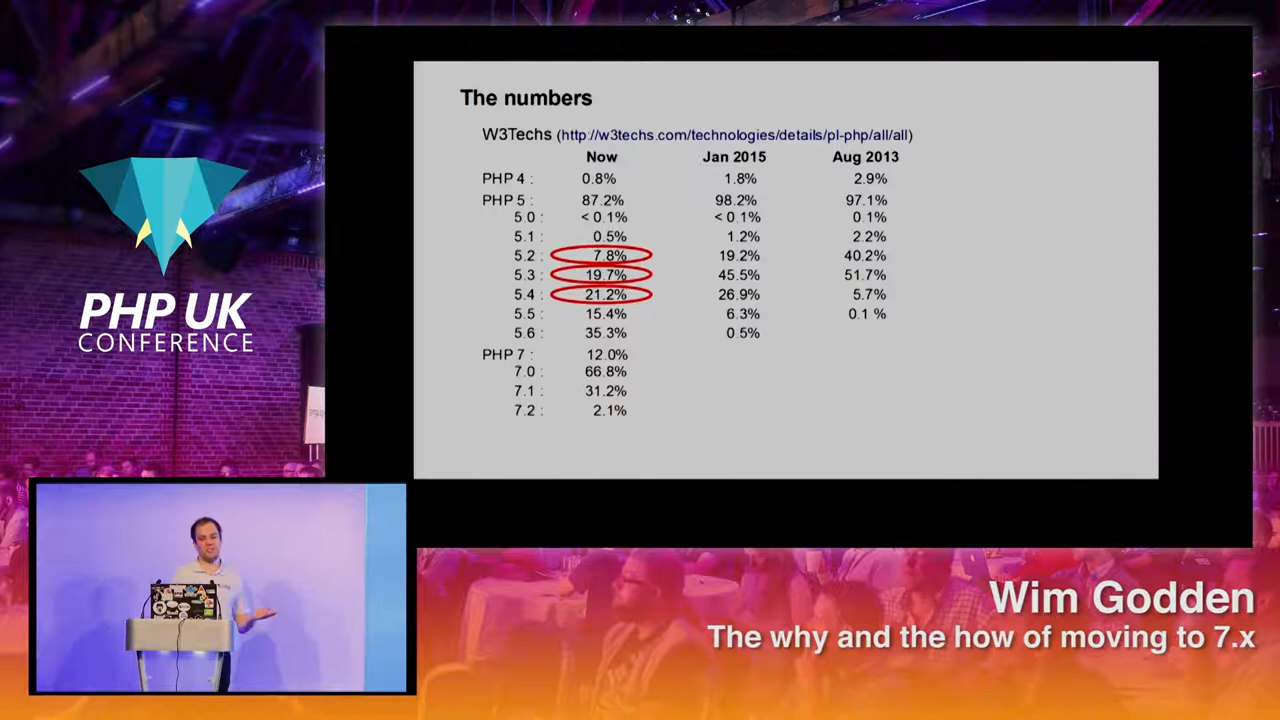 The numbers
W3Techs (http://w3techs.com/technologies/details/pl-php/all/all)
Now Jan 2015 Aug 2013
PHP 4 : 0.8% 1.8% 2.9%
PHP 5 : 87.2% 98.2% 97.1%
5.0 : < 0.1% < 0.1% 0.1%
5.1 : 0.5% 1.2% 2.2%
5.2 : 7.8% 19.2% 40.2%
5.3 : 19.7% 45.5% 51.7%
5.4 : 21.2% 26.9% 5.7%
5.5 : 15.4% 6.3% 0.1 %
5.6 : 35.3% 0.5%
PHP 7 : 12.0%
7.0 : 66.8%
7.1 : 31.2%
7.2 : 2.1%
PHP UK
CONFERENCE
Wim Godden
The why and the how of moving to 7.x